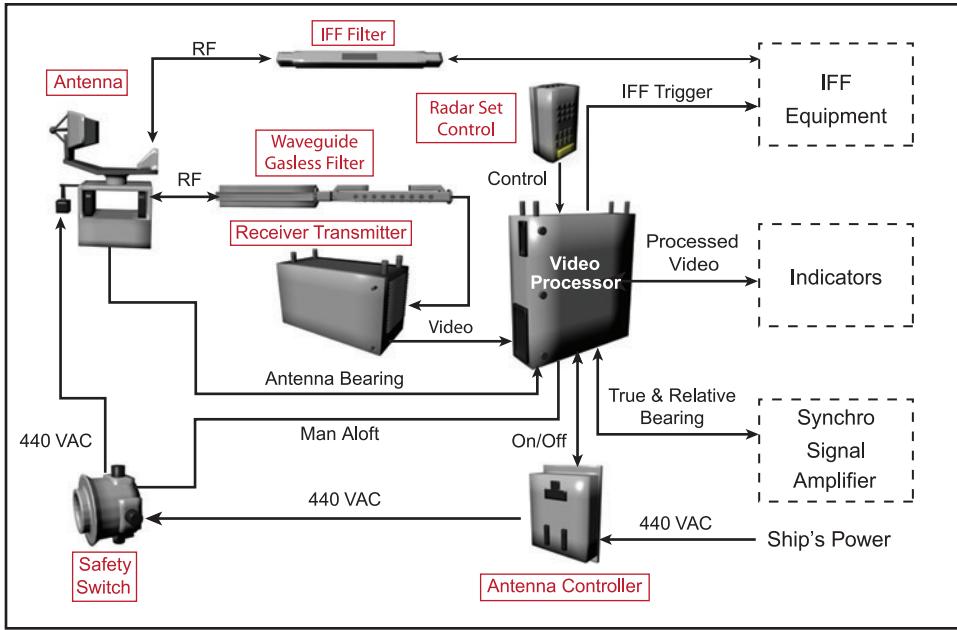 IFF Filter
RF
Antenna
IFF
Equipment
IFF Trigger
Radar Set
Control
Waveguide
Gasless Filter
RF
Control
Receiver Transmitter
Video
Processor
Processed
Video
Indicators
Video
Antenna Bearing
True & Relative
Bearing
Synchro
Signal
Amplifier
440 VAC
Man Aloft
On/Off
440 VAC
440 VAC
Ship's Power
Safety
Switch
Antenna Controller